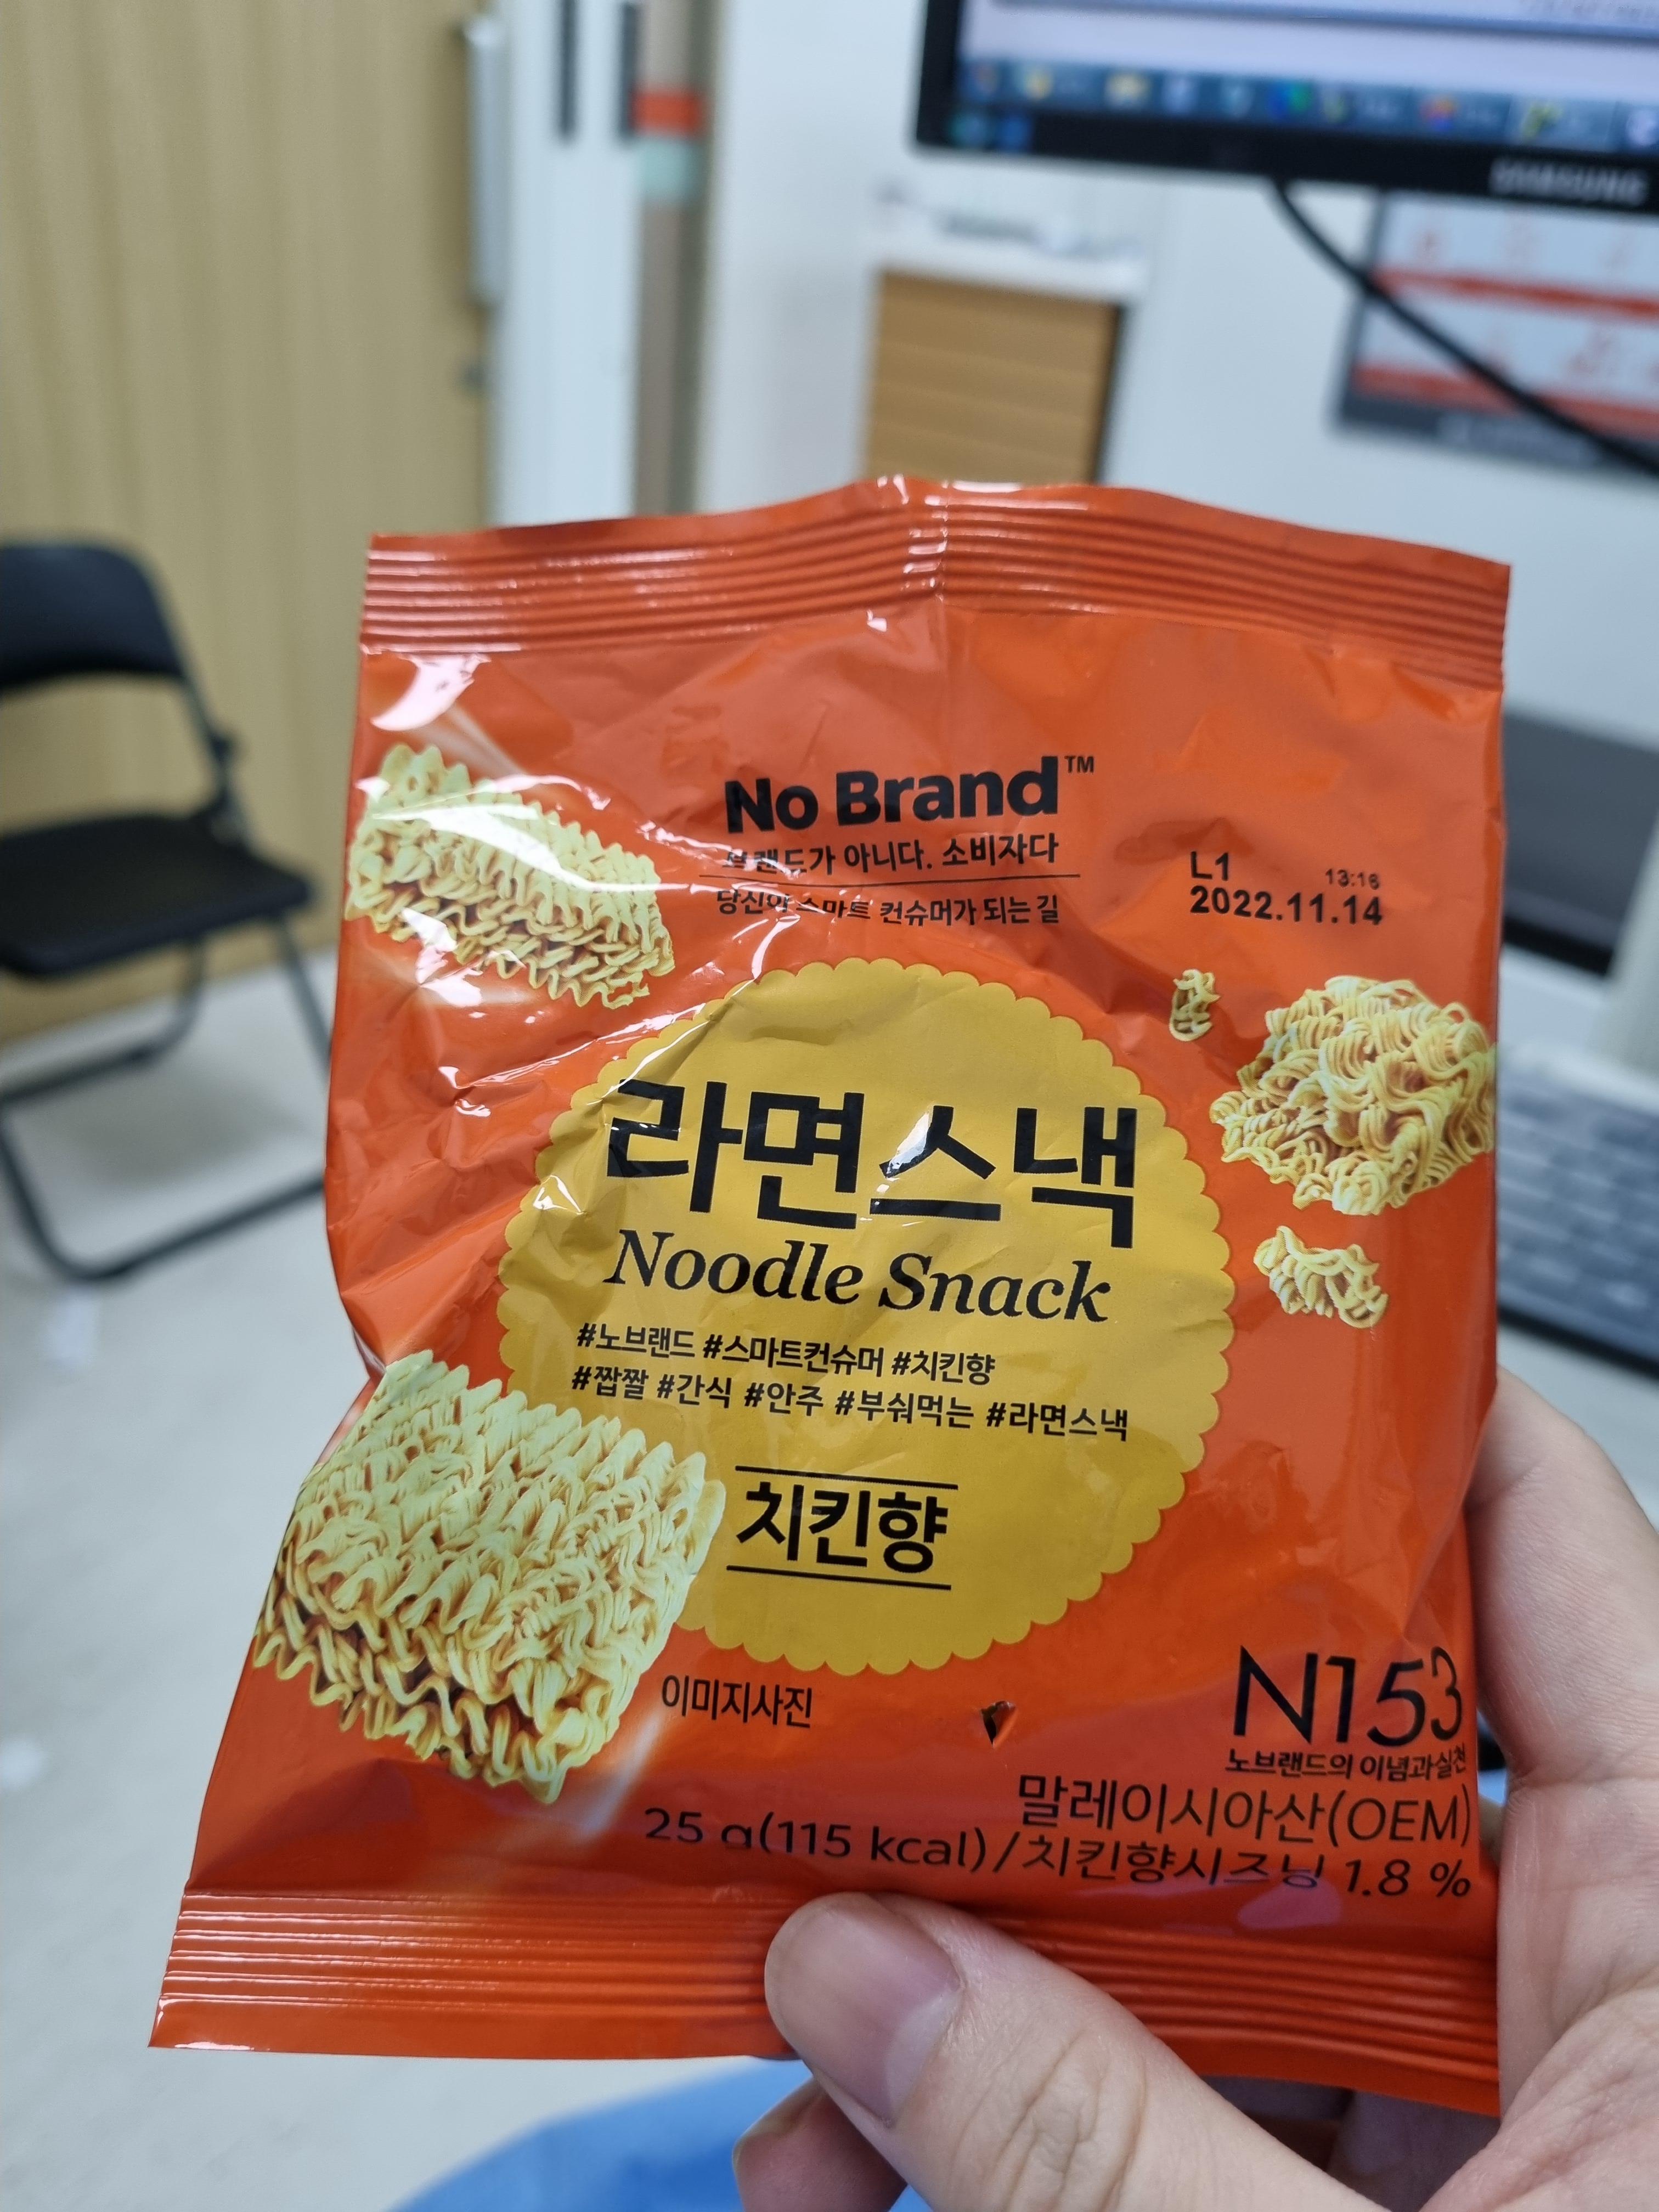 SAMSUNG
No Brand™
브랜드가 아니다. 소비자다
당신이 스마트 컨슈머가 되는 길
L1 13:16
2022.11.14
라면스낵
Noodle Snack
#노브랜드 #스마트컨슈머 #치킨향
#짭짤 #간식 #안주 #부숴먹는 #라면스낵
치킨향
이미지사진
N153
노브랜드의 이념과실천
말레이시아산(OEM)
25 g(115 kcal)/치킨향시즈닝 1.8 %